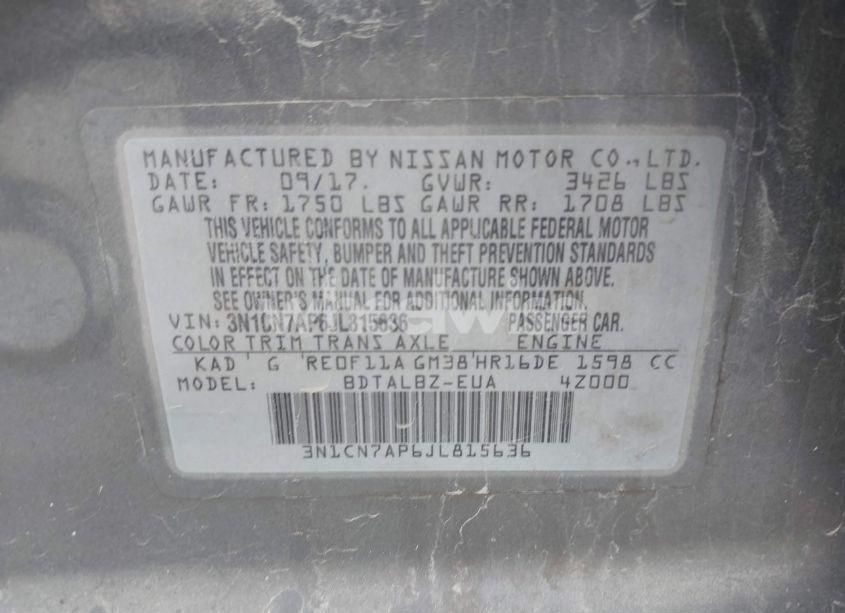 MANUFACTURED BY NISSAN MOTOR CO.,LTD.
DATE: 09/17. GVWR: 3426 LBS
GAWR FR: 1750 LBS GAWR RR: 1708 LBS
THIS VEHICLE CONFORMS TO ALL APPLICABLE FEDERAL MOTOR
VEHICLE SAFETY, BUMPER AND THEFT PREVENTION STANDARDS
IN EFFECT ON THE DATE OF MANUFACTURE SHOWN ABOVE.
SEE OWNER'S MANUAL FOR ADDITIONAL INFORMATION.
VIN: 3N1CN7AP6JL815636 PASSENGER CAR.
COLOR TRIM TRANS AXLE ENGINE
KAD G RE0F11A GM38 HR16DE 1598 CC
MODEL: BDTALBZ-EUA 4Z000
3N1CN7AP6JL815636